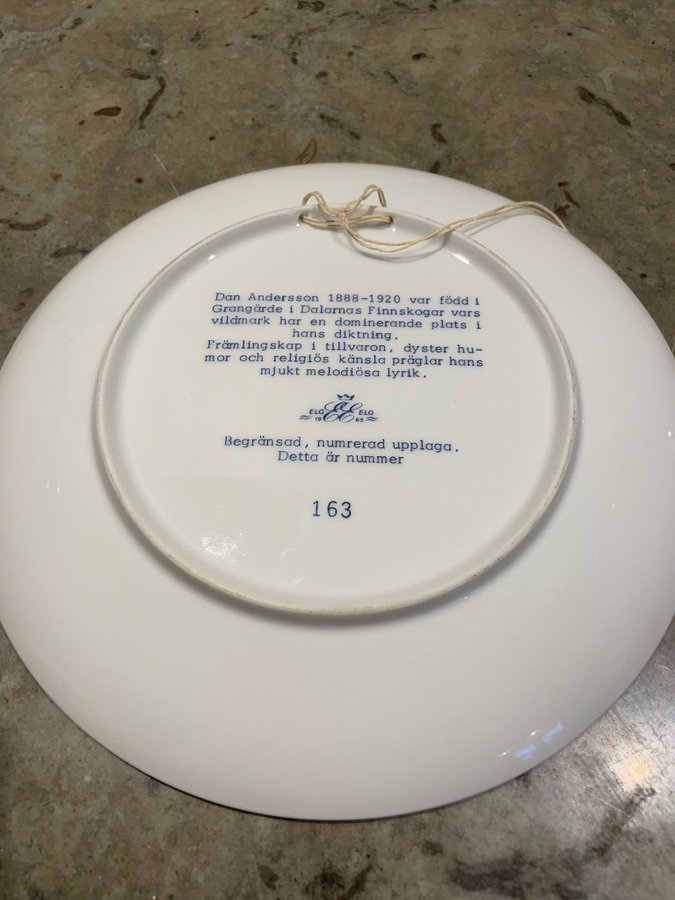 Dan Andersson 1888-1920 var född i
Grangärde i Dalarnas Finnskogar vars
vildmark har en dominerande plats i
hans diktning.
Främlingskap i tillvaron, dyster hu-
mor och religiös känsla präglar hans
mjukt melodiösa lyrik.
ELG ELG
19 65
Begränsad, numrerad upplaga.
Detta är nummer
163